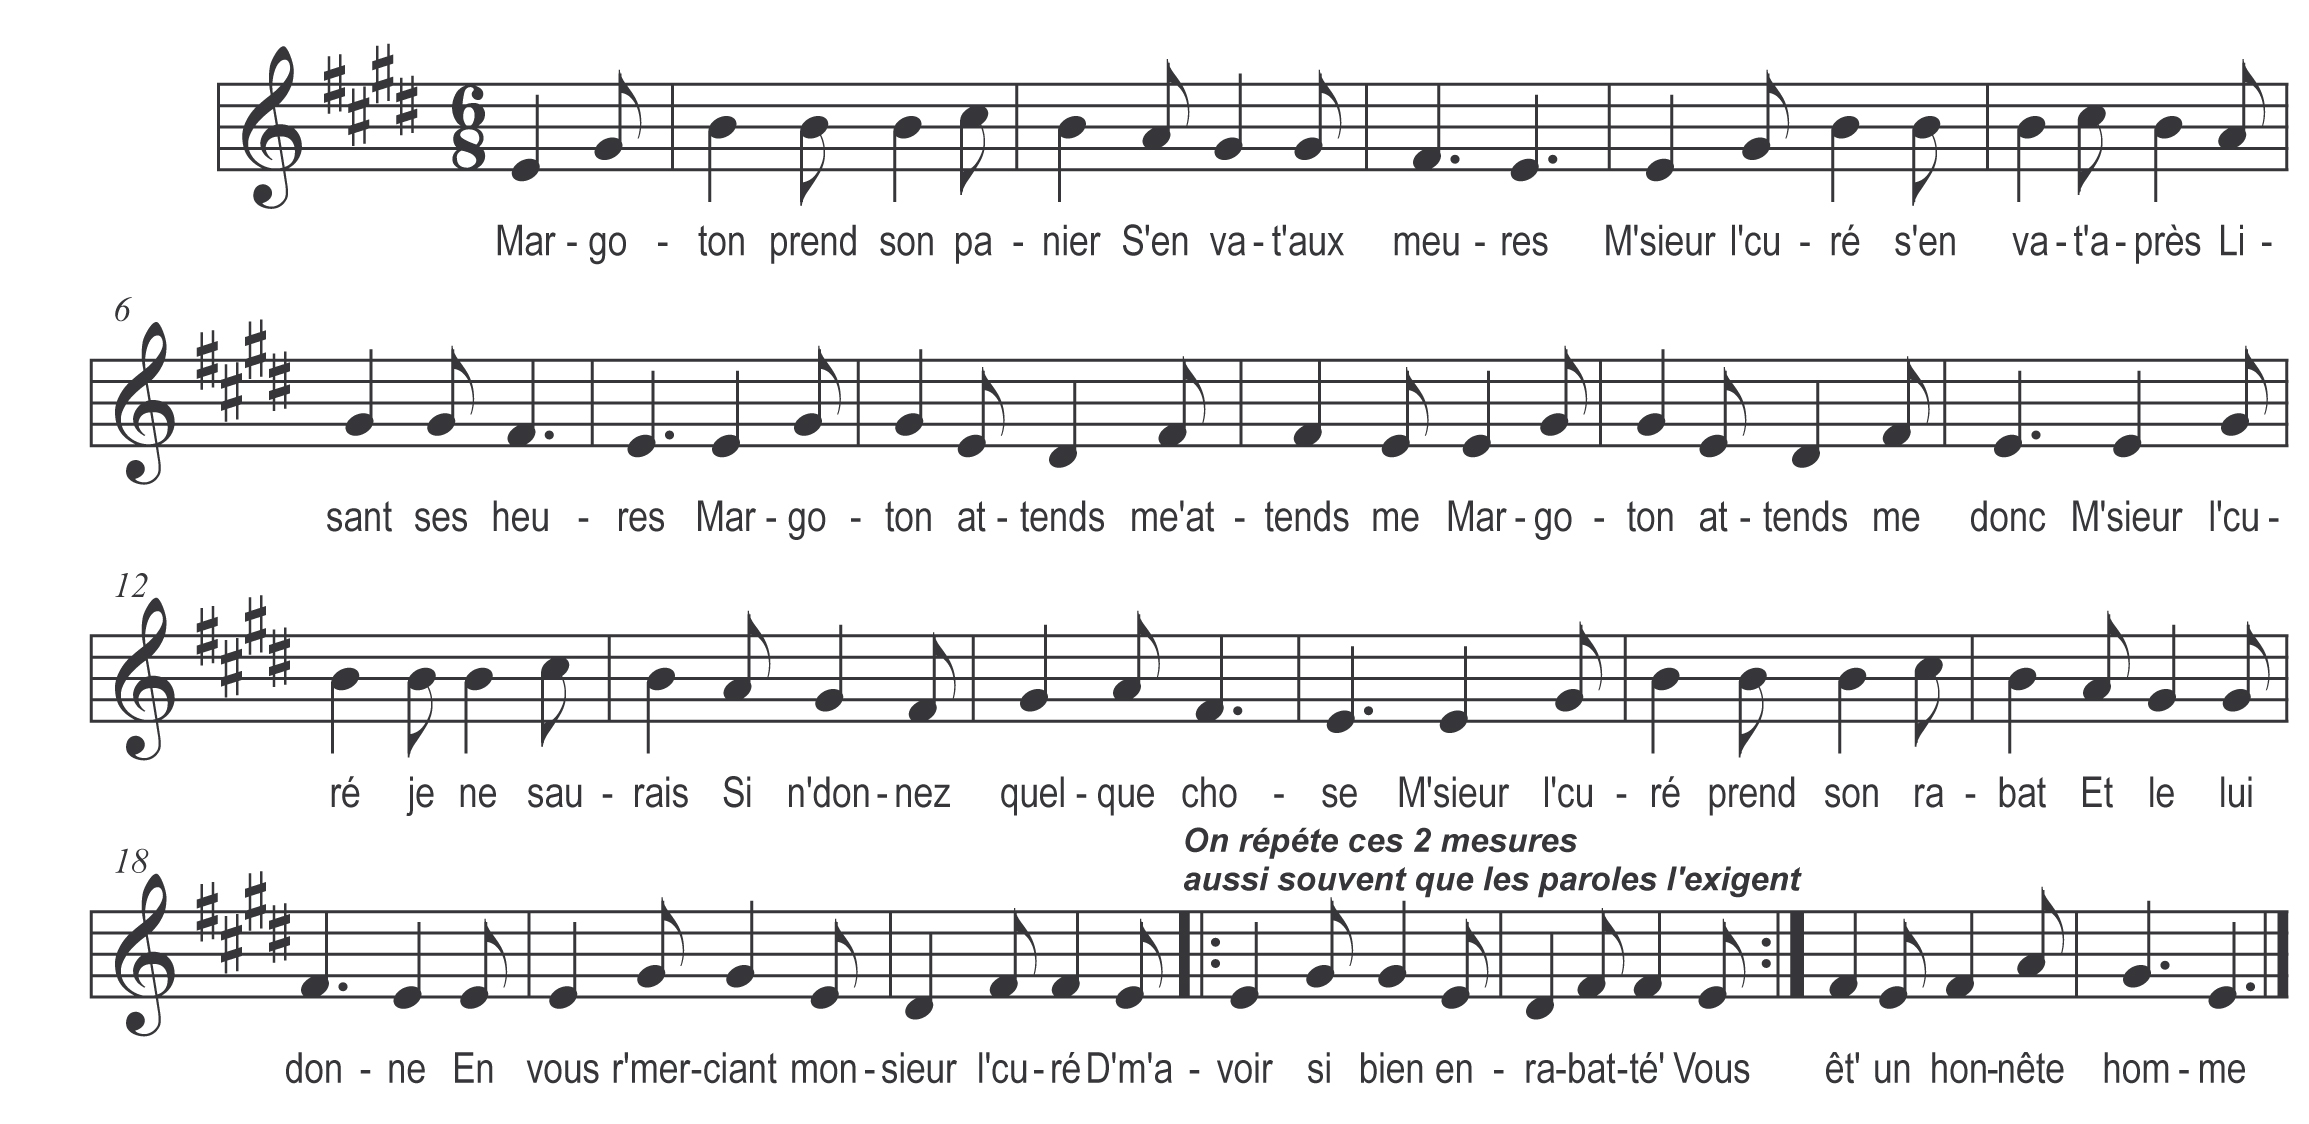 6
8
Mar - go - ton prend son pa - nier S'en va - t'aux meu - res M'sieur l'cu - ré s'en va - t'a - près Li -
6
sant ses heu - res Mar - go - ton at - tends me'at - tends me Mar - go - ton at - tends me donc M'sieur l'cu -
12
ré je ne sau - rais Si n'don - nez quel - que cho - se M'sieur l'cu - ré prend son ra - bat Et le lui
On répéte ces 2 mesures
aussi souvent que les paroles l'exigent
18
don - ne En vous r'mer-ciant mon - sieur l'cu - ré D'm'a - voir si bien en - ra-bat-té' Vous êt' un hon-nête hom - me